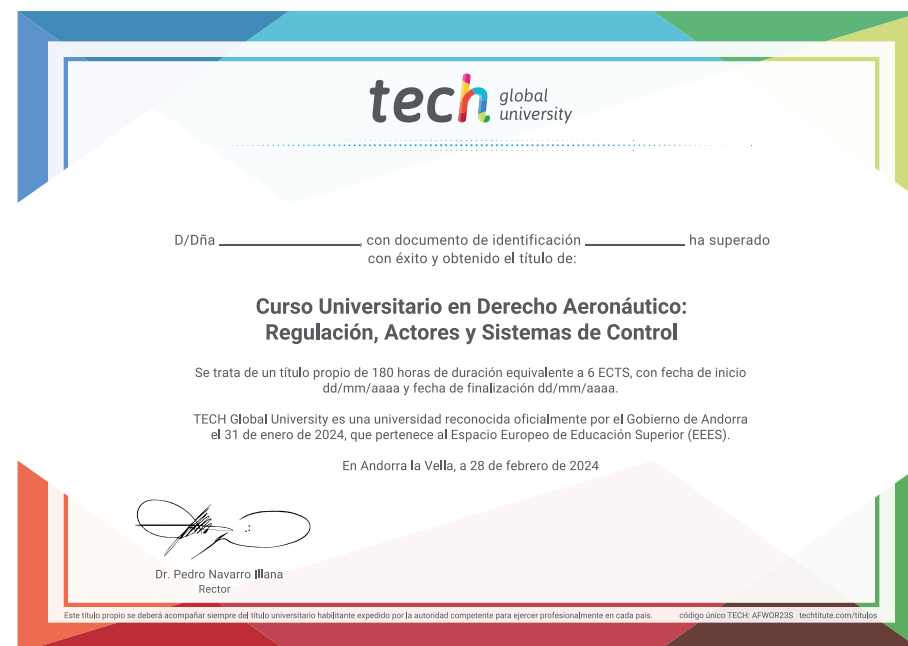 tech global university
D/Dña ____________________, con documento de identificación ______________ ha superado
con éxito y obtenido el título de:
Curso Universitario en Derecho Aeronáutico:
Regulación, Actores y Sistemas de Control
Se trata de un título propio de 180 horas de duración equivalente a 6 ECTS, con fecha de inicio
dd/mm/aaaa y fecha de finalización dd/mm/aaaa.
TECH Global University es una universidad reconocida oficialmente por el Gobierno de Andorra
el 31 de enero de 2024, que pertenece al Espacio Europeo de Educación Superior (EEES).
En Andorra la Vella, a 28 de febrero de 2024
Dr. Pedro Navarro Illana
Rector
Este título propio se deberá acompañar siempre del título universitario habilitante expedido por la autoridad competente para ejercer profesionalmente en cada país. código único TECH: AFWOR23S techtitute.com/titulos